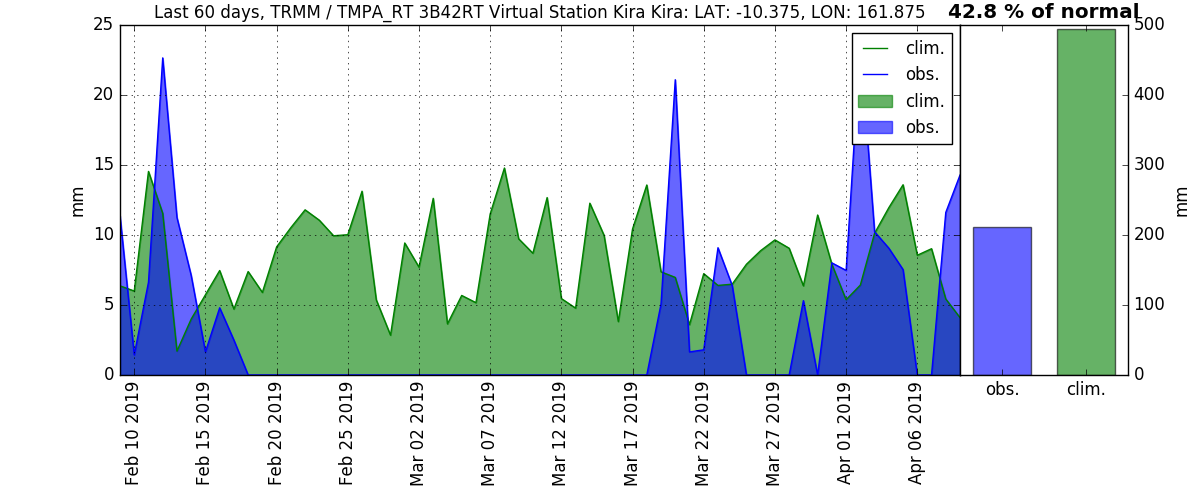 Last 60 days, TRMM / TMPA_RT 3B42RT Virtual Station Kira Kira: LAT: -10.375, LON: 161.875
42.8 % of normal
25
20
15
10
5
0
mm
clim.
obs.
clim.
obs.
500
400
300
200
100
0
mm
obs.
clim.
Feb 10 2019
Feb 15 2019
Feb 20 2019
Feb 25 2019
Mar 02 2019
Mar 07 2019
Mar 12 2019
Mar 17 2019
Mar 22 2019
Mar 27 2019
Apr 01 2019
Apr 06 2019